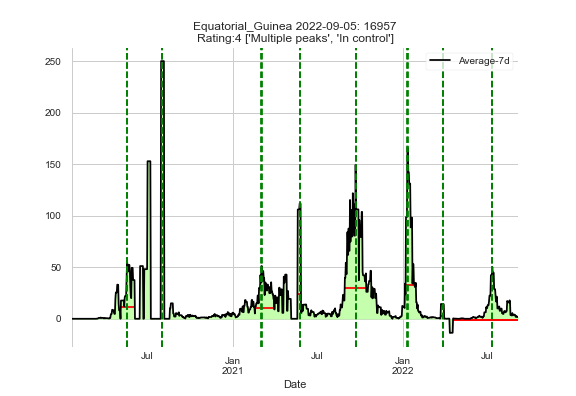 Equatorial_Guinea 2022-09-05: 16957
Rating:4 ['Multiple peaks', 'In control']
Average-7d
250
200
150
100
50
0
Jul
Jan
2021
Jul
Jan
2022
Jul
Date